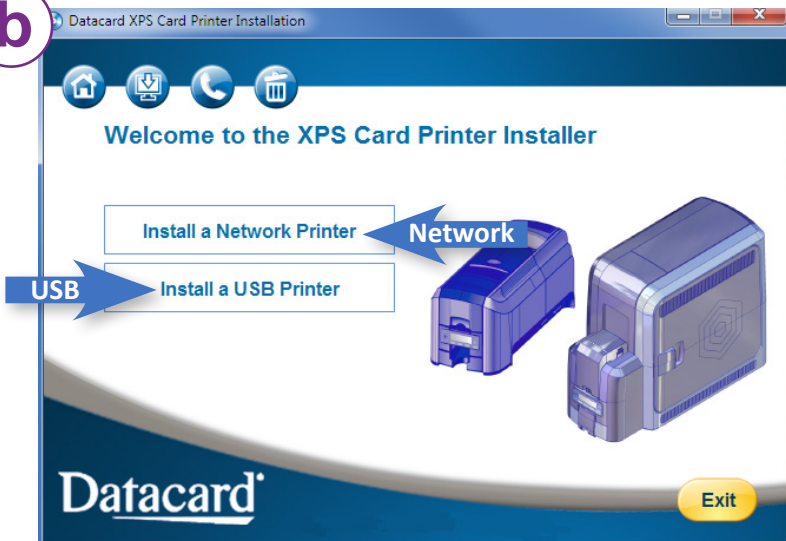 b
Datacard XPS Card Printer Installation
Welcome to the XPS Card Printer Installer
Install a Network Printer
Network
USB
Install a USB Printer
Datacard
Exit